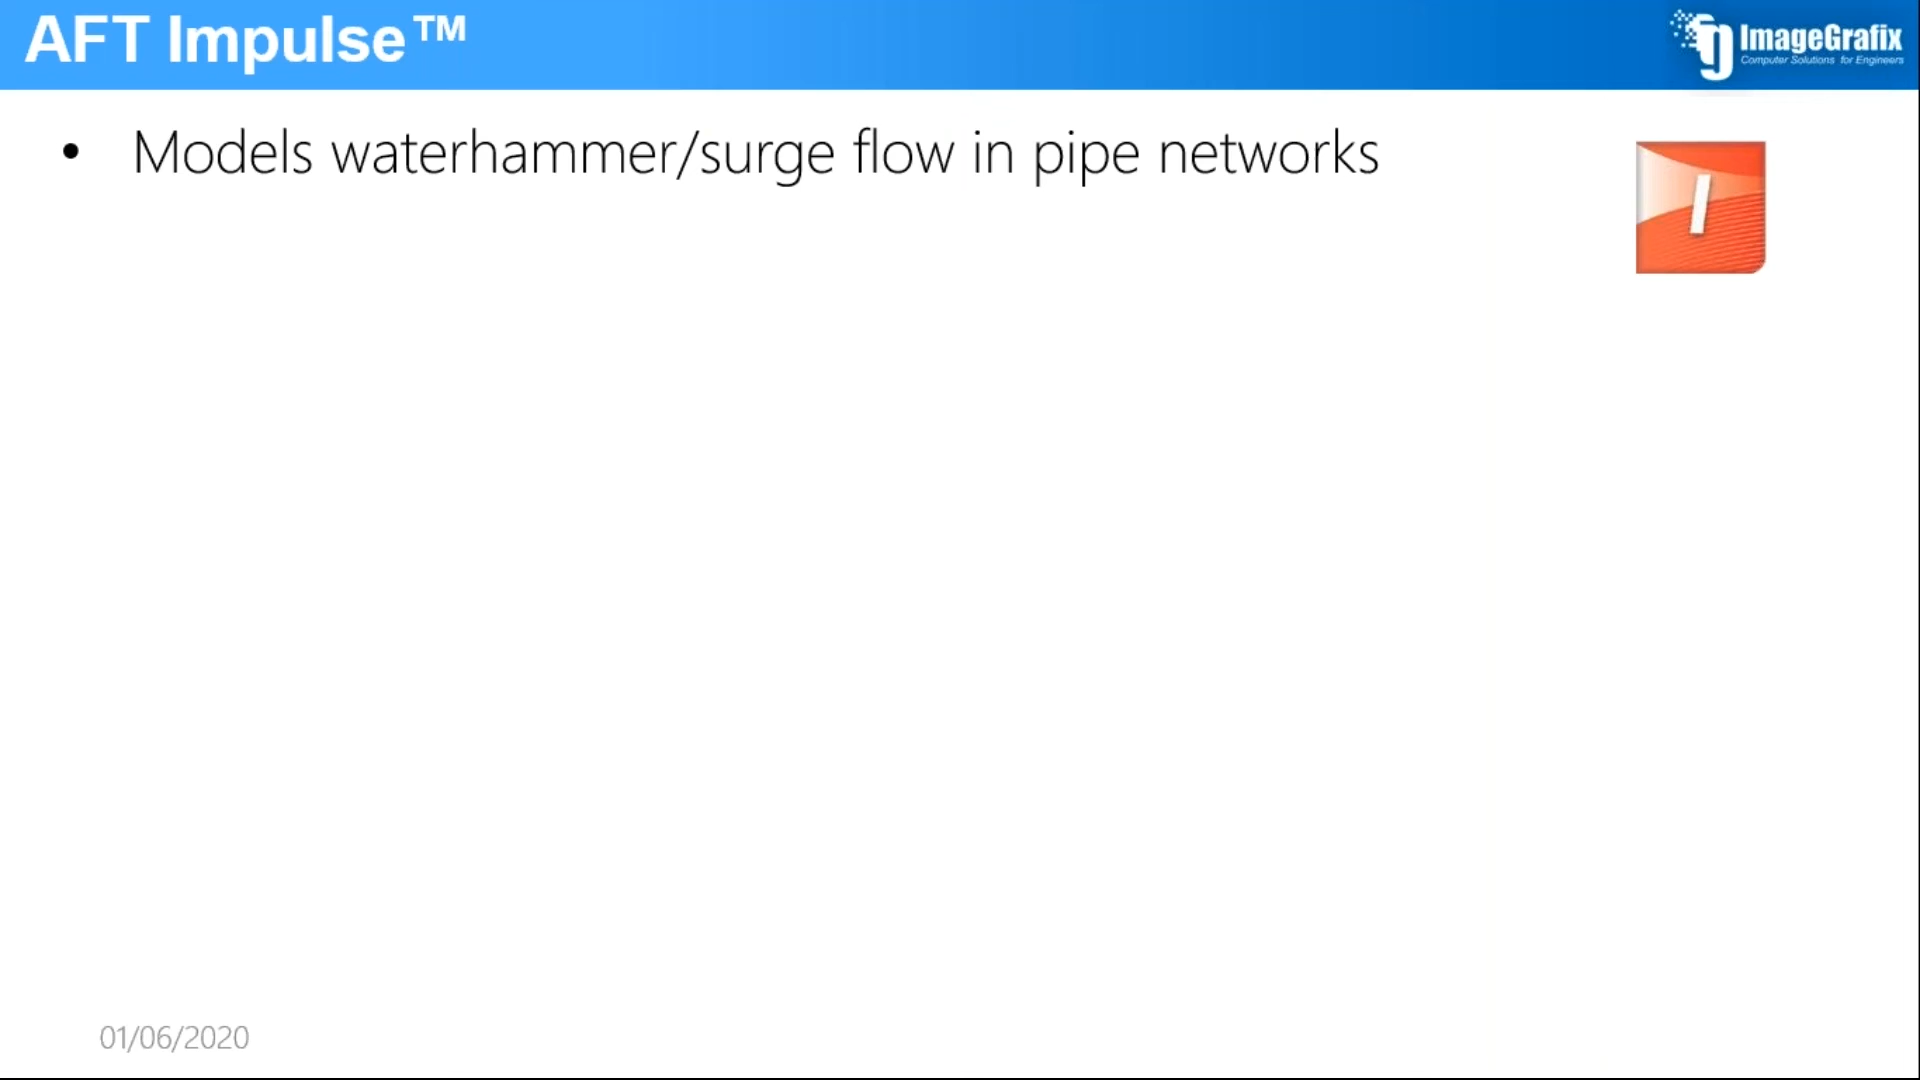 AFT Impulse™
ImageGrafix
Computer Solutions for Engineers
• Models waterhammer/surge flow in pipe networks
I
01/06/2020